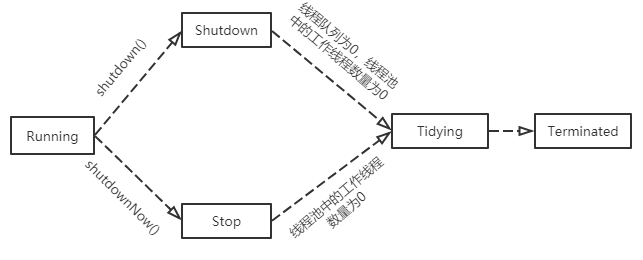 Shutdown
shutdown()
线程队列为0，线程池
中的工作线程数量为0
Running
Tidying
Terminated
shutdownNow()
Stop
线程池中的工作线程
数量为0